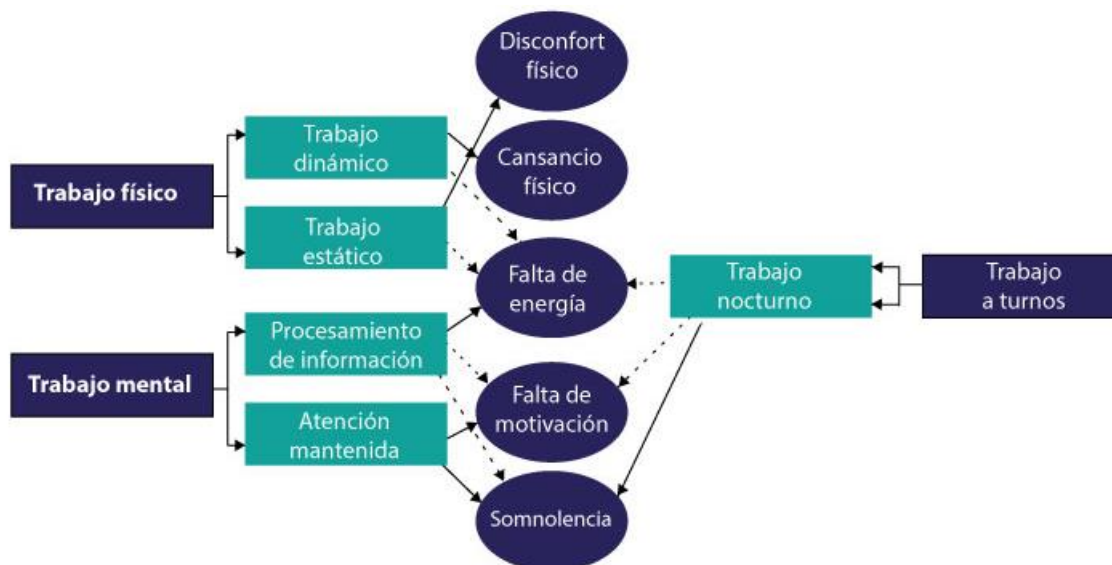 Disconfort
físico
Trabajo
dinámico
Cansancio
físico
Trabajo físico
Trabajo
estático
Falta de
energía
Trabajo
nocturno
Trabajo
a turnos
Procesamiento
de información
Trabajo mental
Falta de
motivación
Atención
mantenida
Somnolencia